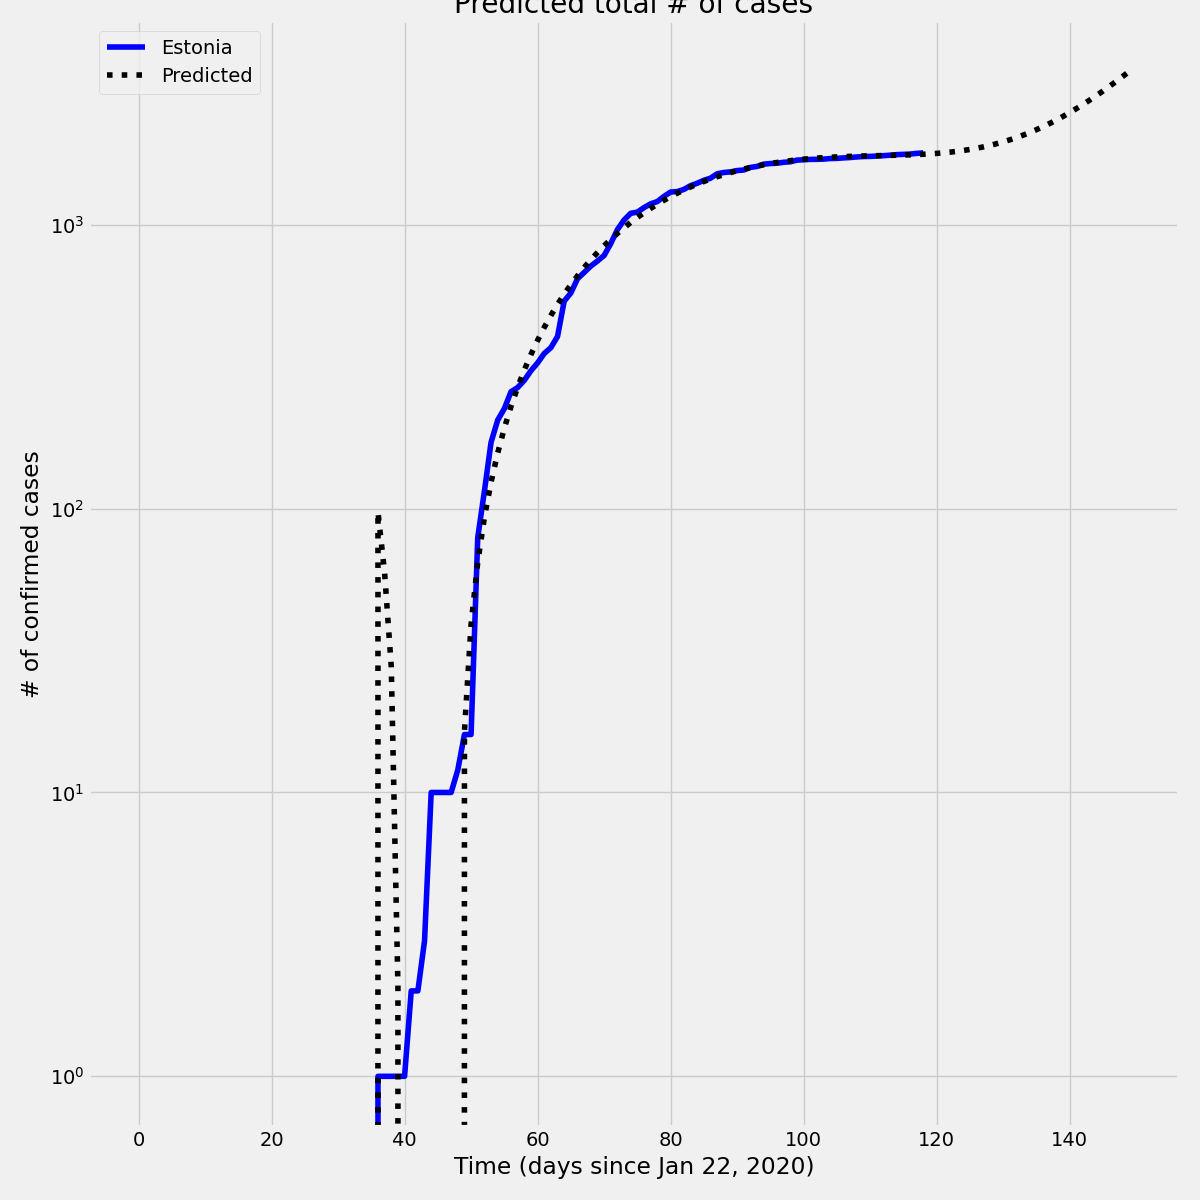 Predicted total # of cases
Estonia
Predicted
10³
10²
10¹
10⁰
# of confirmed cases
0 20 40 60 80 100 120 140
Time (days since Jan 22, 2020)